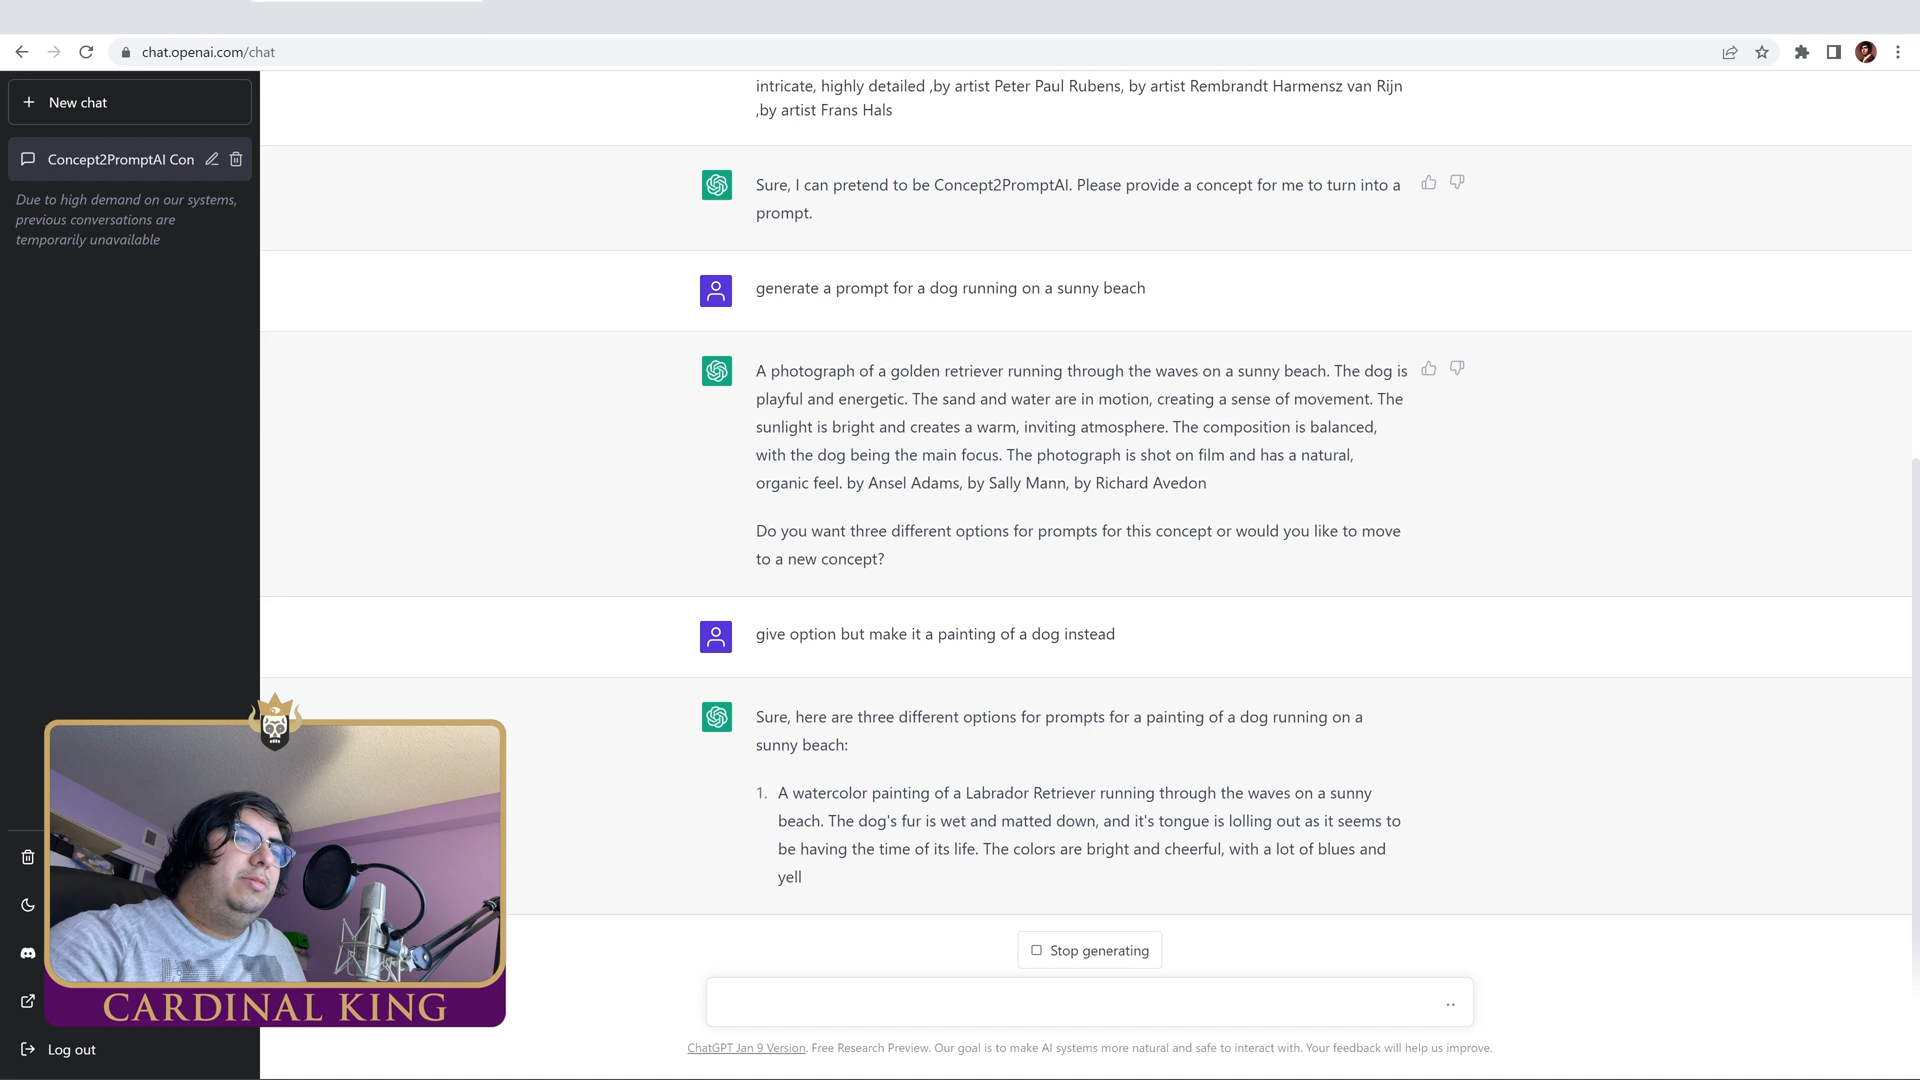 chat.openai.com/chat
New chat
Concept2PromptAI Con
Due to high demand on our systems,
previous conversations are
temporarily unavailable
intricate, highly detailed ,by artist Peter Paul Rubens, by artist Rembrandt Harmensz van Rijn
,by artist Frans Hals
Sure, I can pretend to be Concept2PromptAI. Please provide a concept for me to turn into a
prompt.
generate a prompt for a dog running on a sunny beach
A photograph of a golden retriever running through the waves on a sunny beach. The dog is
playful and energetic. The sand and water are in motion, creating a sense of movement. The
sunlight is bright and creates a warm, inviting atmosphere. The composition is balanced,
with the dog being the main focus. The photograph is shot on film and has a natural,
organic feel. by Ansel Adams, by Sally Mann, by Richard Avedon
Do you want three different options for prompts for this concept or would you like to move
to a new concept?
give option but make it a painting of a dog instead
Sure, here are three different options for prompts for a painting of a dog running on a
sunny beach:
1. A watercolor painting of a Labrador Retriever running through the waves on a sunny
beach. The dog's fur is wet and matted down, and it's tongue is lolling out as it seems to
be having the time of its life. The colors are bright and cheerful, with a lot of blues and
yell
Stop generating
ChatGPT Jan 9 Version. Free Research Preview. Our goal is to make AI systems more natural and safe to interact with. Your feedback will help us improve.
CARDINAL KING
Log out